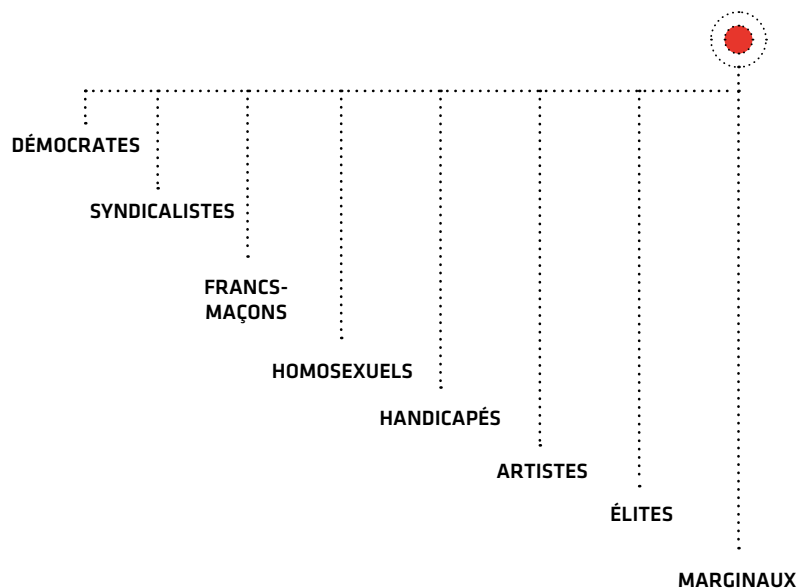 DÉMOCRATES
SYNDICALISTES
FRANCS-
MAÇONS
HOMOSEXUELS
HANDICAPÉS
ARTISTES
ÉLITES
MARGINAUX